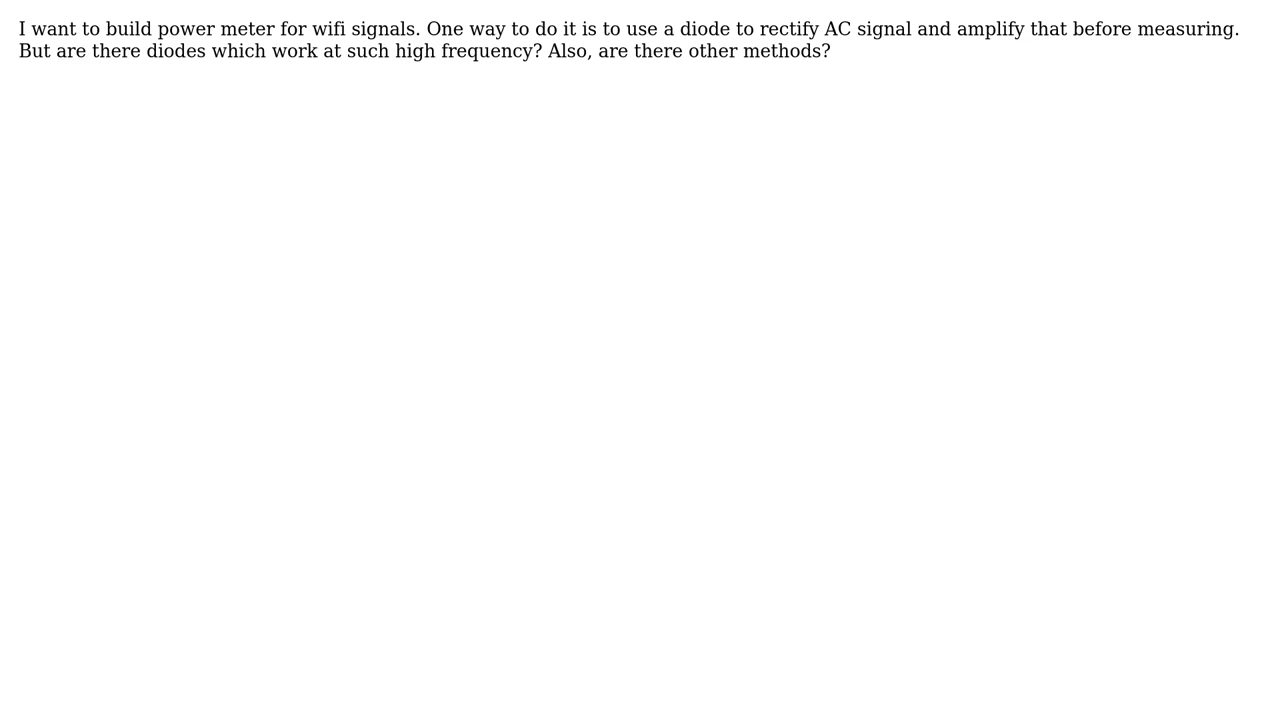 I want to build power meter for wifi signals. One way to do it is to use a diode to rectify AC signal and amplify that before measuring.
But are there diodes which work at such high frequency? Also, are there other methods?